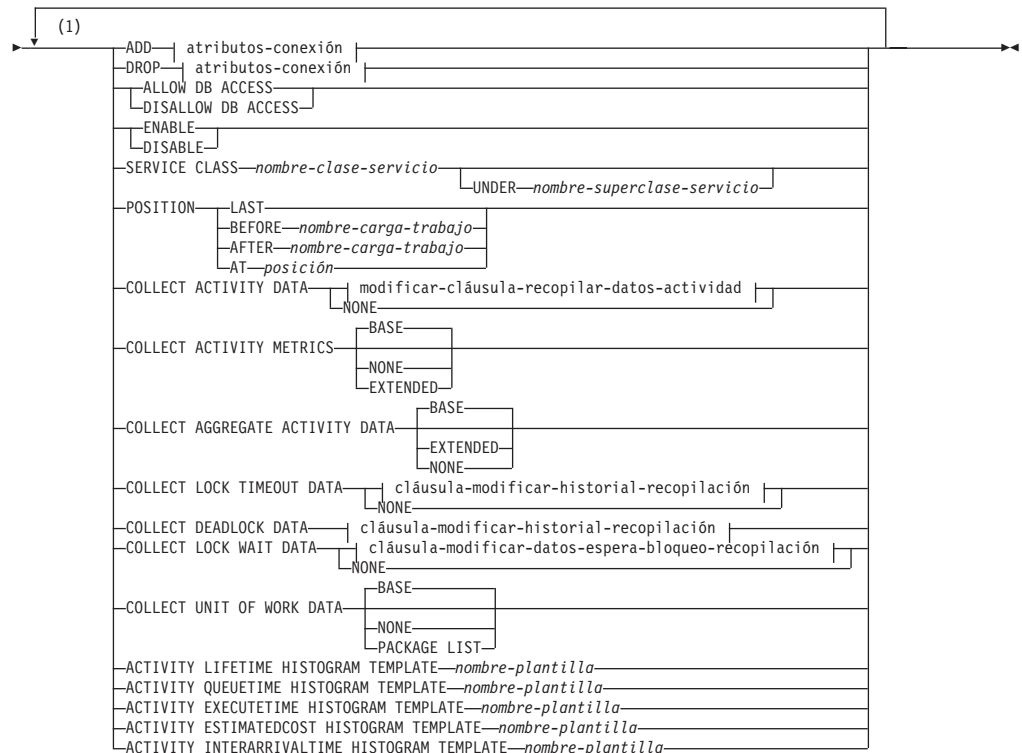 (1)
ADD atributos-conexión
DROP atributos-conexión
ALLOW DB ACCESS
DISALLOW DB ACCESS
ENABLE
DISABLE
SERVICE CLASS nombre-clase-servicio
UNDER nombre-superclase-servicio
POSITION LAST
BEFORE nombre-carga-trabajo
AFTER nombre-carga-trabajo
AT posición
COLLECT ACTIVITY DATA modificar-cláusula-recopilar-datos-actividad
NONE
BASE
COLLECT ACTIVITY METRICS
NONE
EXTENDED
BASE
COLLECT AGGREGATE ACTIVITY DATA
EXTENDED
NONE
COLLECT LOCK TIMEOUT DATA cláusula-modificar-historial-recopilación
NONE
COLLECT DEADLOCK DATA cláusula-modificar-historial-recopilación
COLLECT LOCK WAIT DATA cláusula-modificar-datos-espera-bloqueo-recopilación
NONE
BASE
COLLECT UNIT OF WORK DATA
NONE
PACKAGE LIST
ACTIVITY LIFETIME HISTOGRAM TEMPLATE nombre-plantilla
ACTIVITY QUEUETIME HISTOGRAM TEMPLATE nombre-plantilla
ACTIVITY EXECUTETIME HISTOGRAM TEMPLATE nombre-plantilla
ACTIVITY ESTIMATEDCOST HISTOGRAM TEMPLATE nombre-plantilla
ACTIVITY INTERARRIVALTIME HISTOGRAM TEMPLATE nombre-plantilla